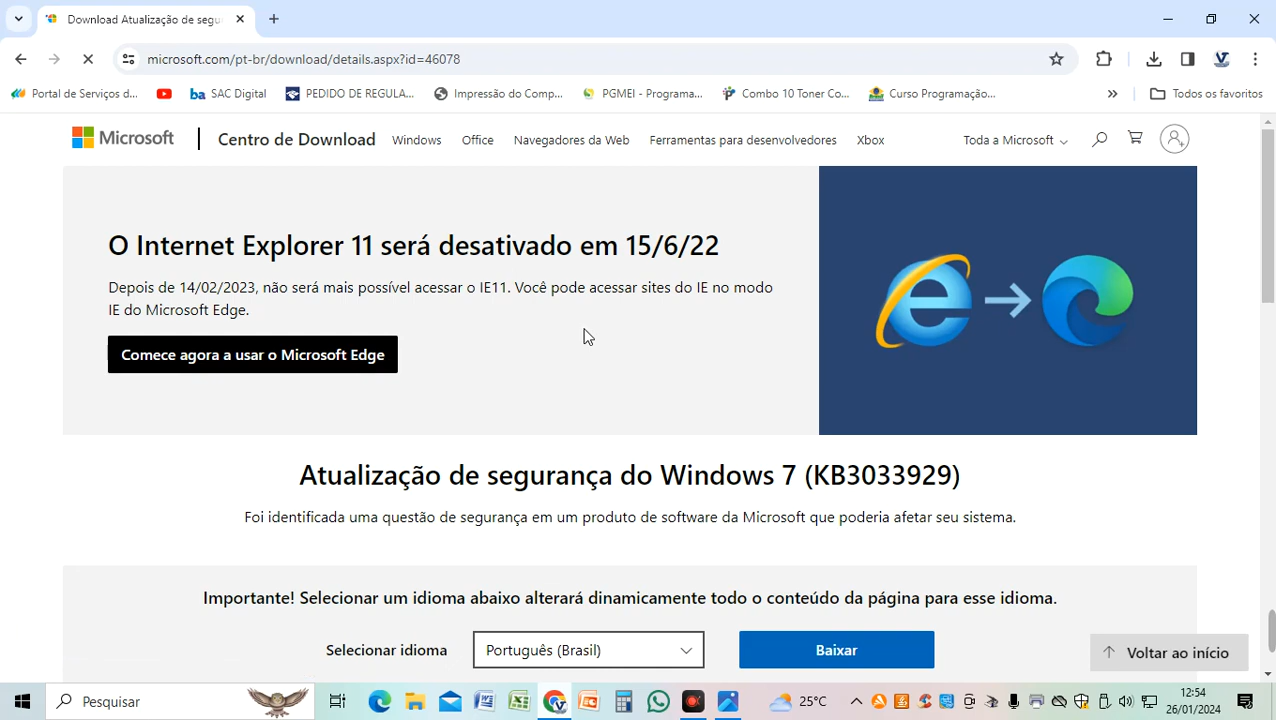 Download Atualização de segu
microsoft.com/pt-br/download/details.aspx?id=46078
Portal de Serviços d...
ba SAC Digital
PEDIDO DE REGULA...
Impressão do Comp...
PGMEI - Programa...
Combo 10 Toner Co...
Curso Programação...
Todos os favoritos
Microsoft
Centro de Download
Windows
Office
Navegadores da Web
Ferramentas para desenvolvedores
Xbox
Toda a Microsoft
O Internet Explorer 11 será desativado em 15/6/22
Depois de 14/02/2023, não será mais possível acessar o IE11. Você pode acessar sites do IE no modo
IE do Microsoft Edge.
Comece agora a usar o Microsoft Edge
Atualização de segurança do Windows 7 (KB3033929)
Foi identificada uma questão de segurança em um produto de software da Microsoft que poderia afetar seu sistema.
Importante! Selecionar um idioma abaixo alterará dinamicamente todo o conteúdo da página para esse idioma.
Selecionar idioma
Português (Brasil)
Baixar
Voltar ao início
Pesquisar
25°C
12:54
26/01/2024